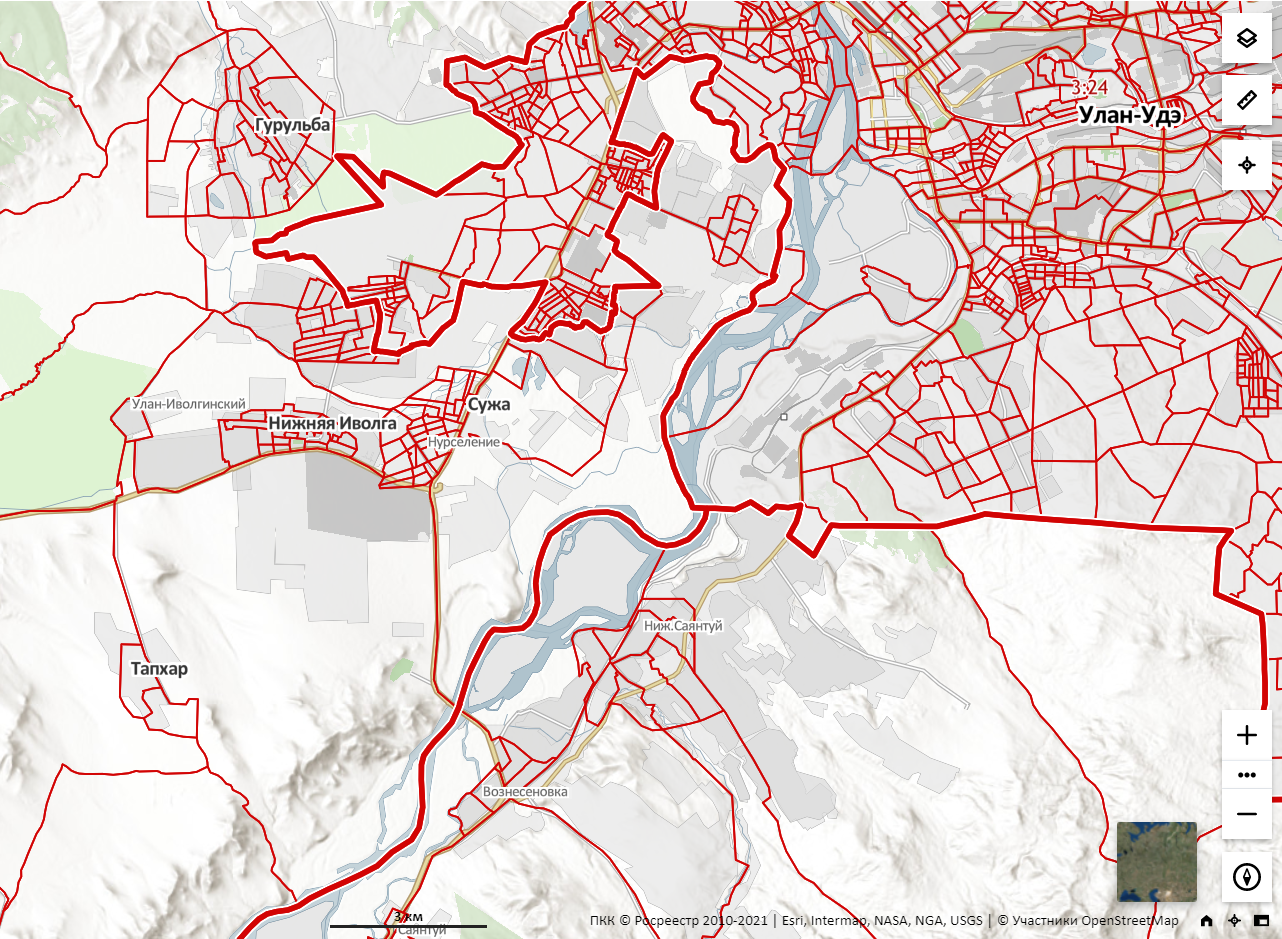 3:24
Улан-Удэ
Гурульба
Улан-Иволгинский
Сужа
Нижняя Иволга
Нурселение
Ниж.Саянтуй
Тапхар
Вознесеновка
3 км
Саянтуй
ПКК © Росреестр 2010-2021 | Esri, Intermap, NASA, NGA, USGS | © Участники OpenStreetMap